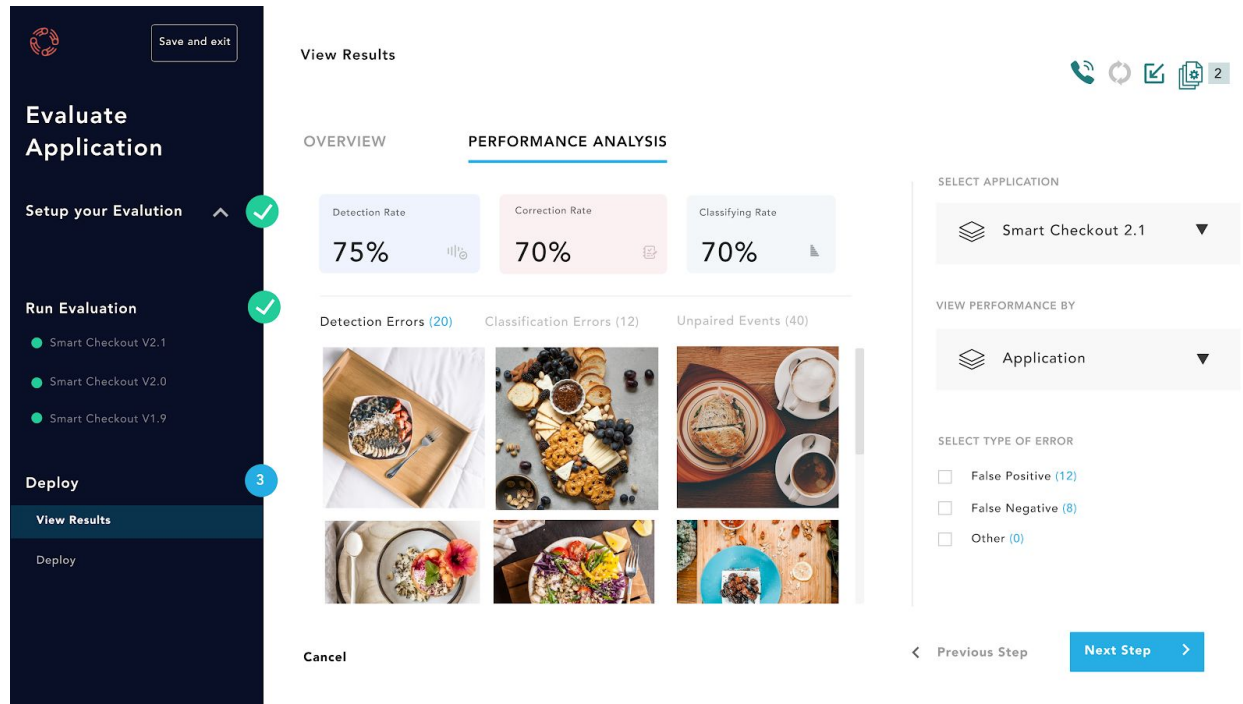 Save and exit
Evaluate
Application
Setup your Evalution
Run Evaluation
Smart Checkout V2.1
Smart Checkout V2.0
Smart Checkout V1.9
Deploy
3
View Results
Deploy
View Results
2
OVERVIEW
PERFORMANCE ANALYSIS
Detection Rate
75%
Correction Rate
70%
Classifying Rate
70%
Detection Errors (20)
Classification Errors (12)
Unpaired Events (40)
SELECT APPLICATION
Smart Checkout 2.1
VIEW PERFORMANCE BY
Application
SELECT TYPE OF ERROR
False Positive (12)
False Negative (8)
Other (0)
Cancel
Previous Step
Next Step